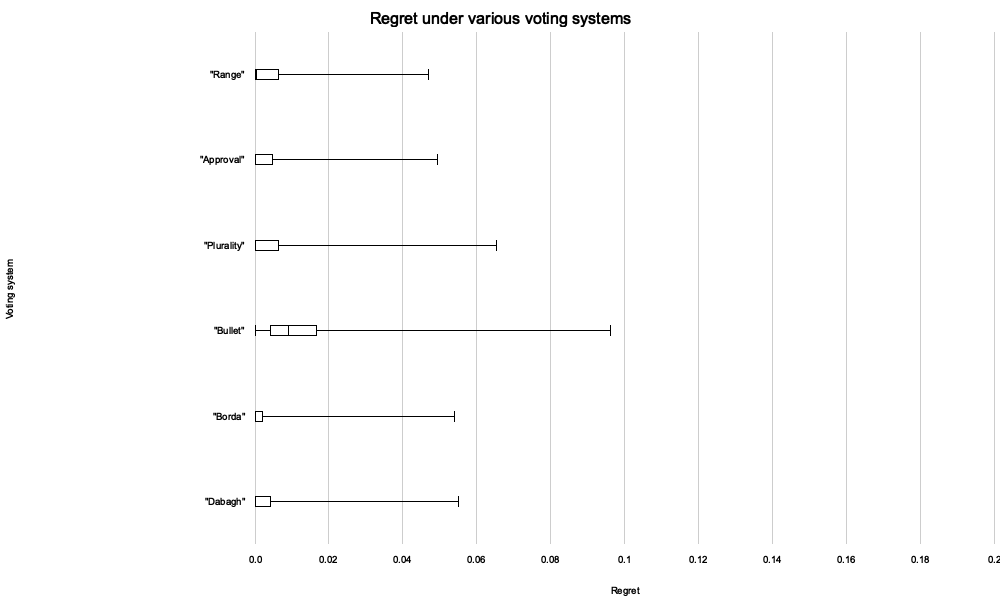 Regret under various voting systems
"Range"
"Approval"
"Plurality"
Voting system
"Bullet"
"Borda"
"Dabagh"
0.0 0.02 0.04 0.06 0.08 0.1 0.12 0.14 0.16 0.18 0.2
Regret